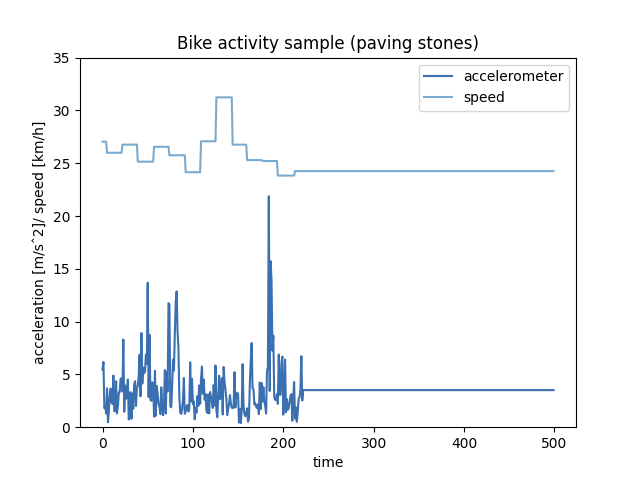 Bike activity sample (paving stones)
35
30
25
20
15
10
5
0
acceleration [m/sˆ2]/ speed [km/h]
accelerometer
speed
0 100 200 300 400 500
time